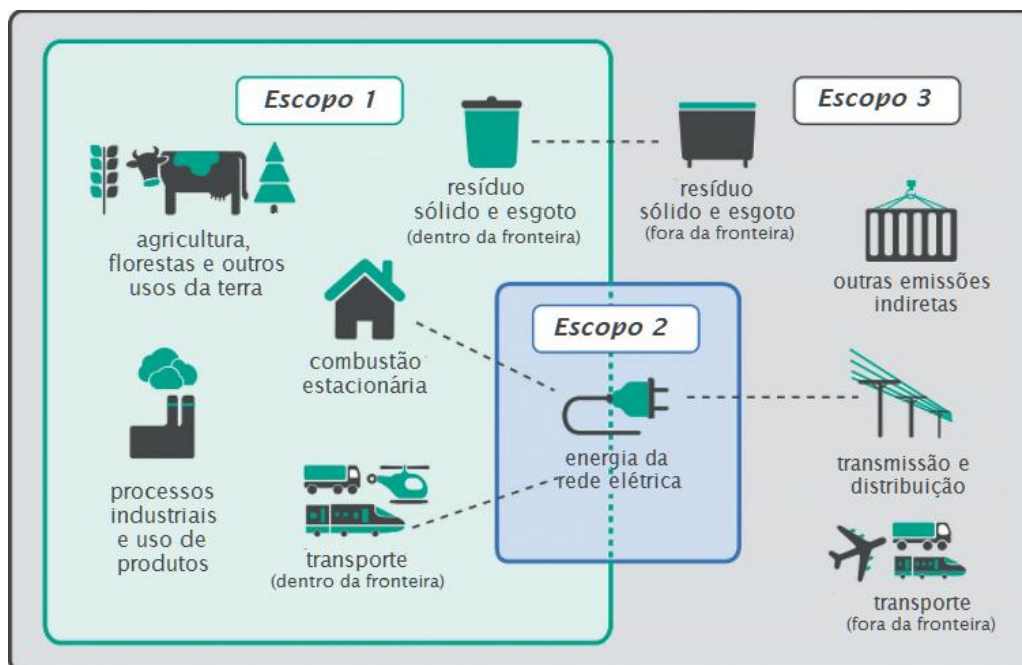 Escopo 1
Escopo 3
resíduo
sólido e esgoto
(dentro da fronteira)
resíduo
sólido e esgoto
(fora da fronteira)
agricultura,
florestas e outros
usos da terra
outras emissões
indiretas
Escopo 2
combustão
estacionária
energia da
rede elétrica
transmissão e
distribuição
processos
industriais
e uso de
produtos
transporte
(dentro da fronteira)
transporte
(fora da fronteira)